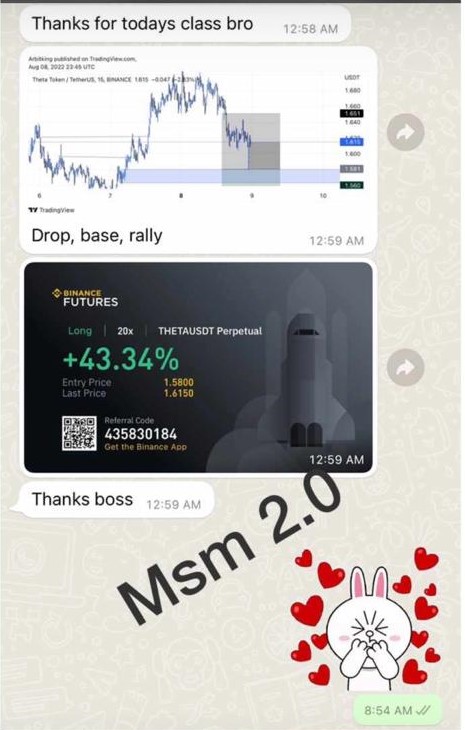 Thanks for todays class bro
12:58 AM
Arbitking published on TradingView.com,
Aug 08, 2022 23:45 UTC
Theta Token / TetherUS, 15, BINANCE 1.615 −0.047 (−2.83%)
USDT
1.680
1.660
1.651
1.640
1.615
1.600
1.581
1.560
6 7 8 9 10
TradingView
Drop, base, rally
12:59 AM
BINANCE
FUTURES
Long | 20x | THETAUSDT Perpetual
+43.34%
Entry Price 1.5800
Last Price 1.6150
Referral Code
435830184
Get the Binance App
12:59 AM
Thanks boss
12:59 AM
Msm 2.0
8:54 AM